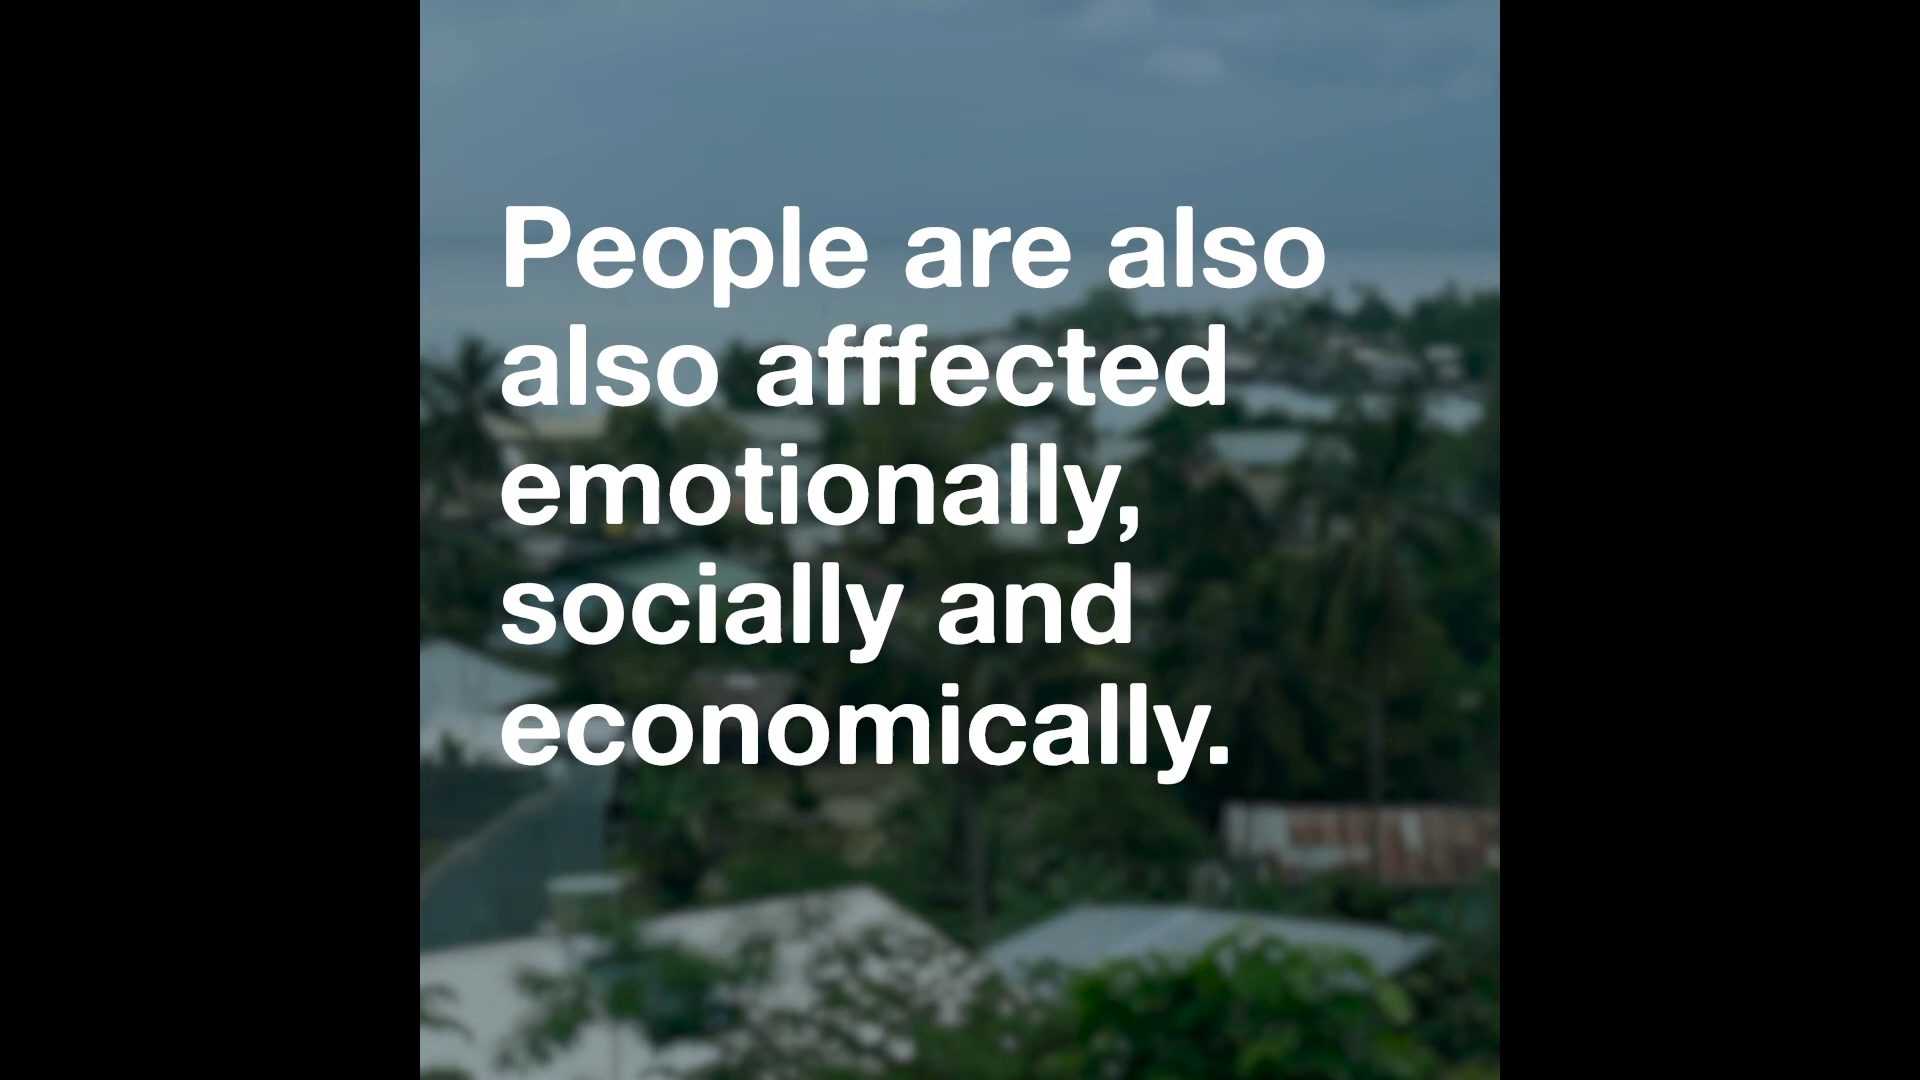 People are also
also afffected
emotionally,
socially and
economically.